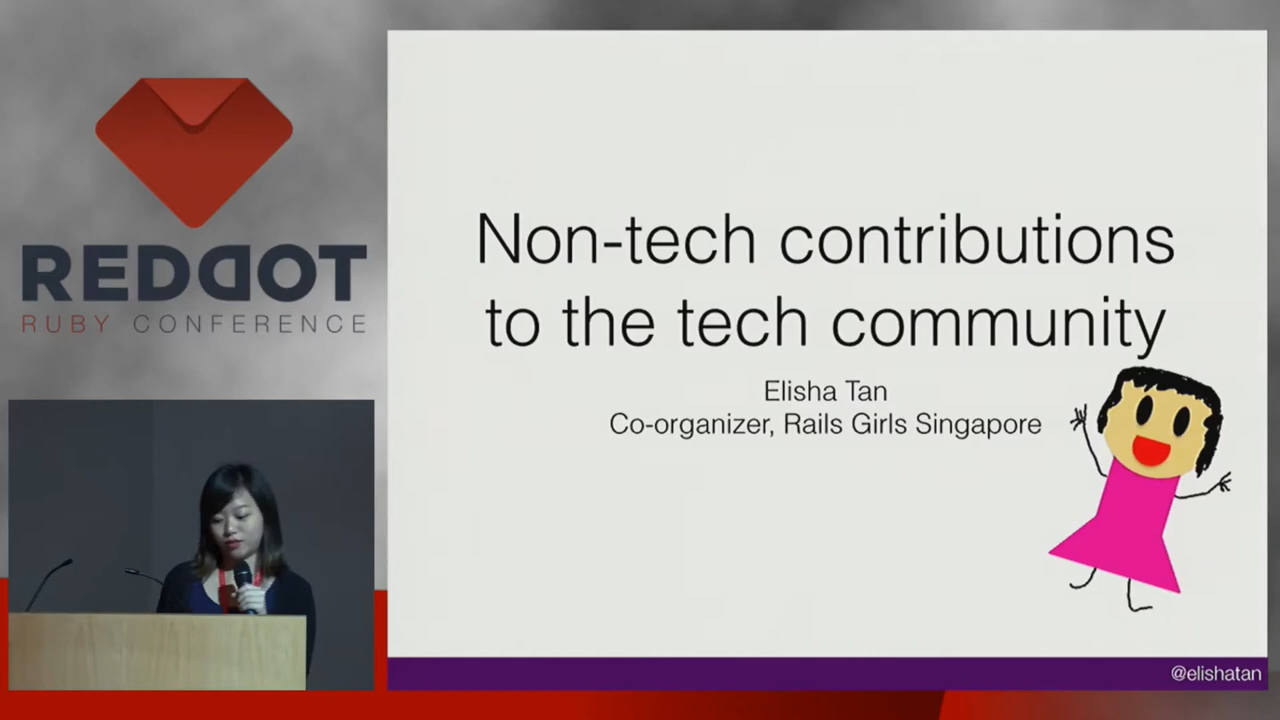 REDDOT
RUBY CONFERENCE
Non-tech contributions
to the tech community
Elisha Tan
Co-organizer, Rails Girls Singapore
@elishatan